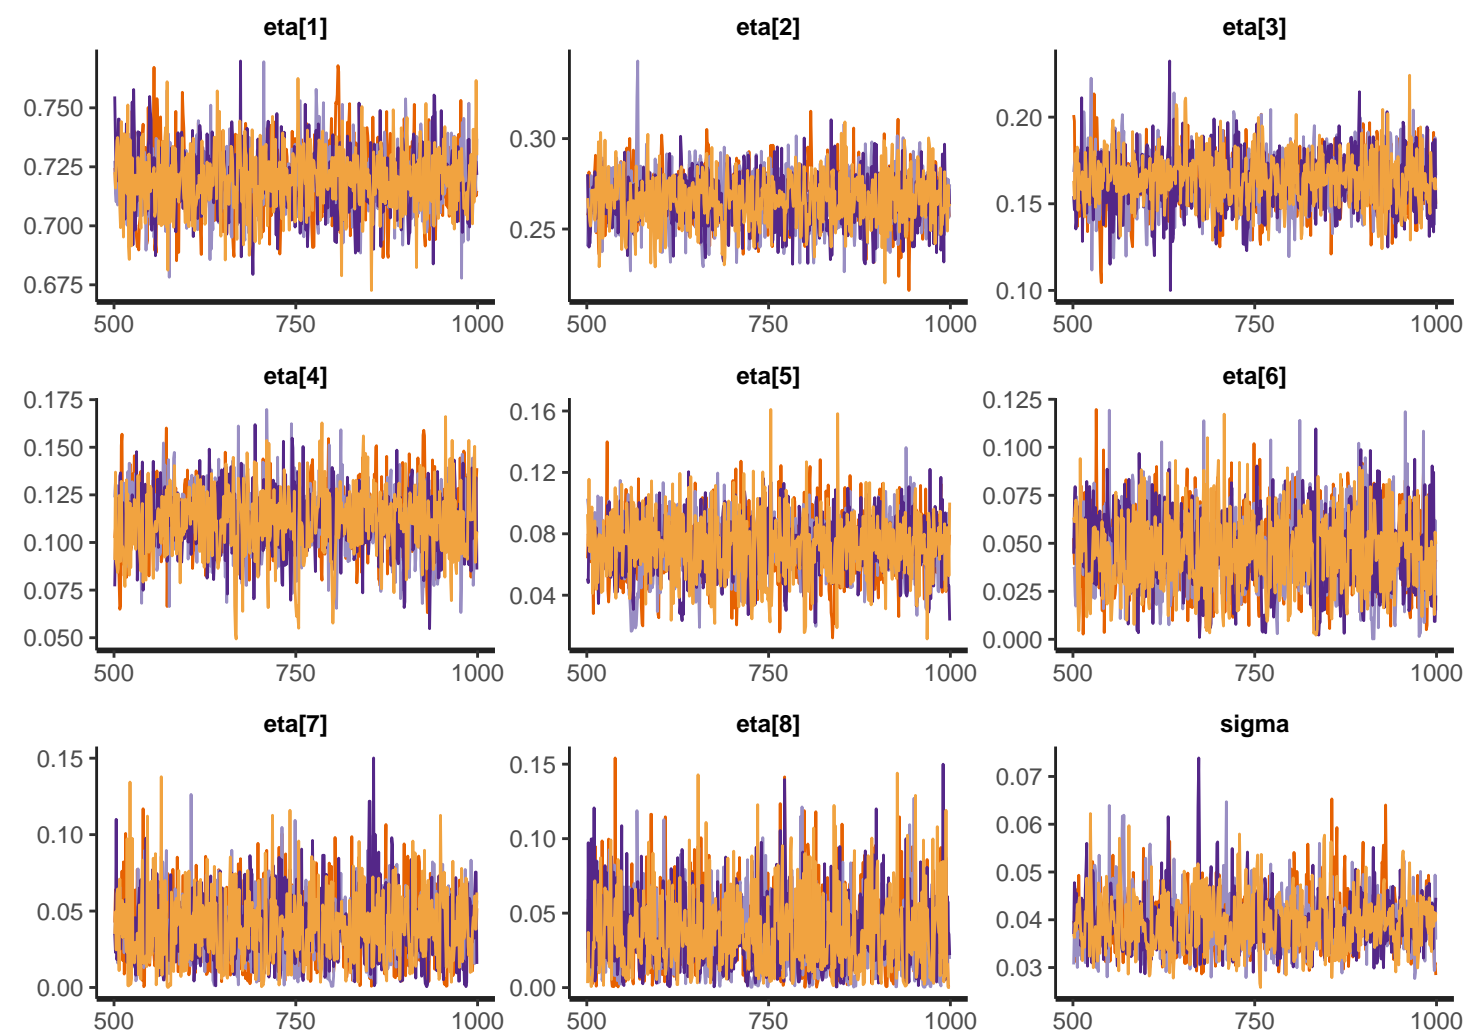 eta[1] eta[2] eta[3]
0.750 0.725 0.700 0.675
0.30 0.25
0.20 0.15 0.10
500 750 1000 500 750 1000 500 750 1000
eta[4] eta[5] eta[6]
0.175 0.150 0.125 0.100 0.075 0.050
0.16 0.12 0.08 0.04
0.125 0.100 0.075 0.050 0.025 0.000
500 750 1000 500 750 1000 500 750 1000
eta[7] eta[8] sigma
0.15 0.10 0.05 0.00
0.15 0.10 0.05 0.00
0.07 0.06 0.05 0.04 0.03
500 750 1000 500 750 1000 500 750 1000